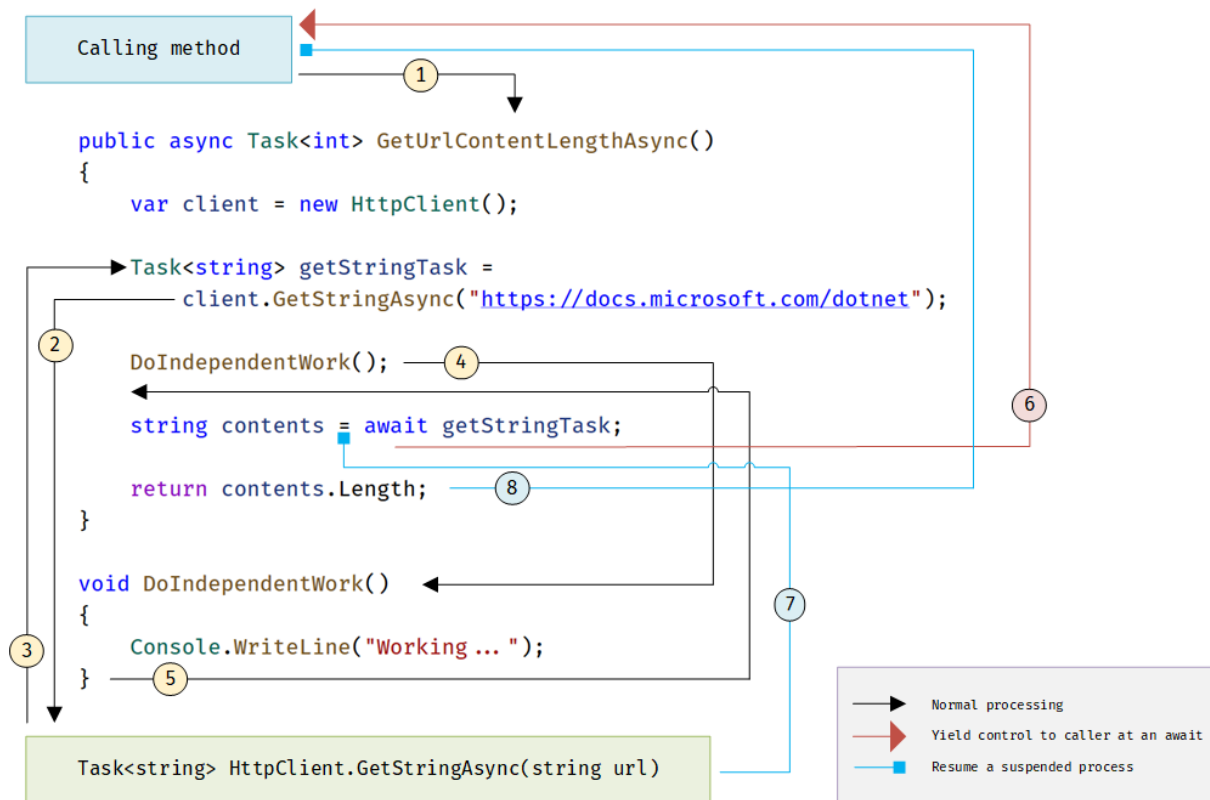 Calling method
1
public async Task<int> GetUrlContentLengthAsync()
{
var client = new HttpClient();
Task<string> getStringTask =
client.GetStringAsync("https://docs.microsoft.com/dotnet");
2
DoIndependentWork();
4
6
string contents = await getStringTask;
return contents.Length;
8
}
void DoIndependentWork()
7
{
3
Console.WriteLine("Working...");
}
5
Normal processing
Yield control to caller at an await
Resume a suspended process
Task<string> HttpClient.GetStringAsync(string url)